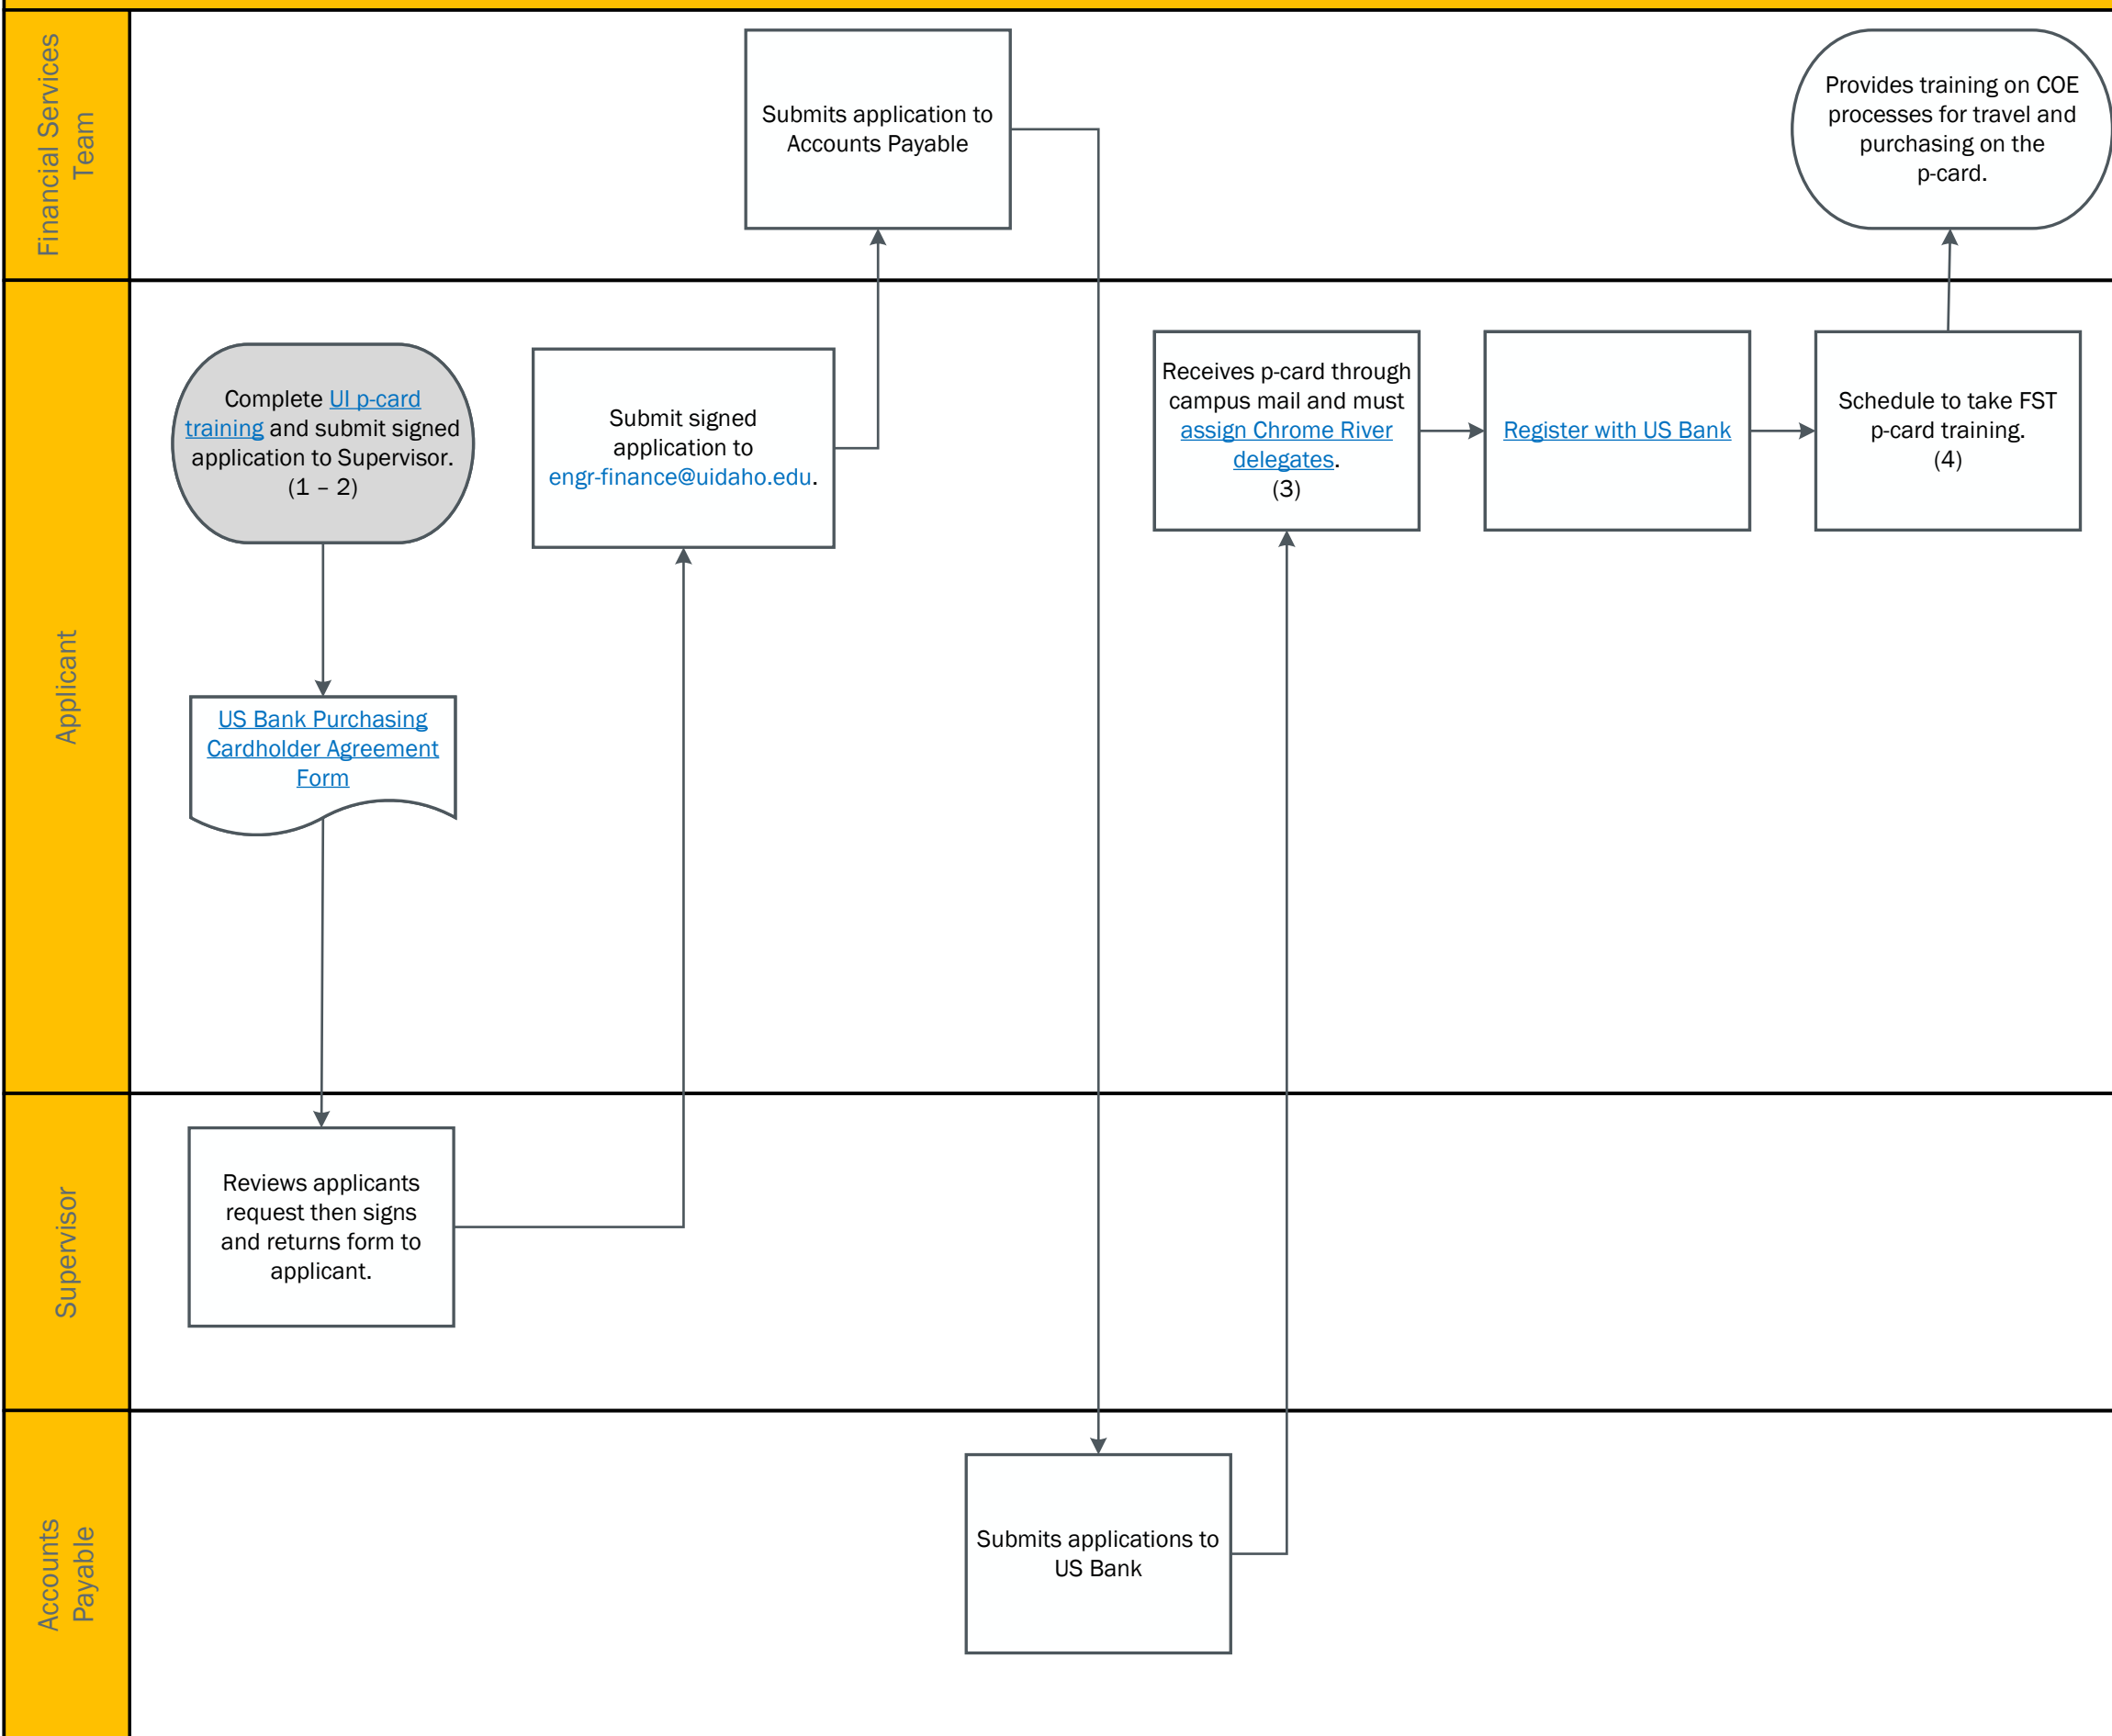 Financial Services
Team
Submits application to
Accounts Payable
Provides training on COE
processes for travel and
purchasing on the
p-card.
Applicant
Complete UI p-card
training and submit signed
application to Supervisor.
(1 – 2)
US Bank Purchasing
Cardholder Agreement
Form
Submit signed
application to
engr-finance@uidaho.edu.
Receives p-card through
campus mail and must
assign Chrome River
delegates.
(3)
Register with US Bank
Schedule to take FST
p-card training.
(4)
Supervisor
Reviews applicants
request then signs
and returns form to
applicant.
Accounts
Payable
Submits applications to
US Bank